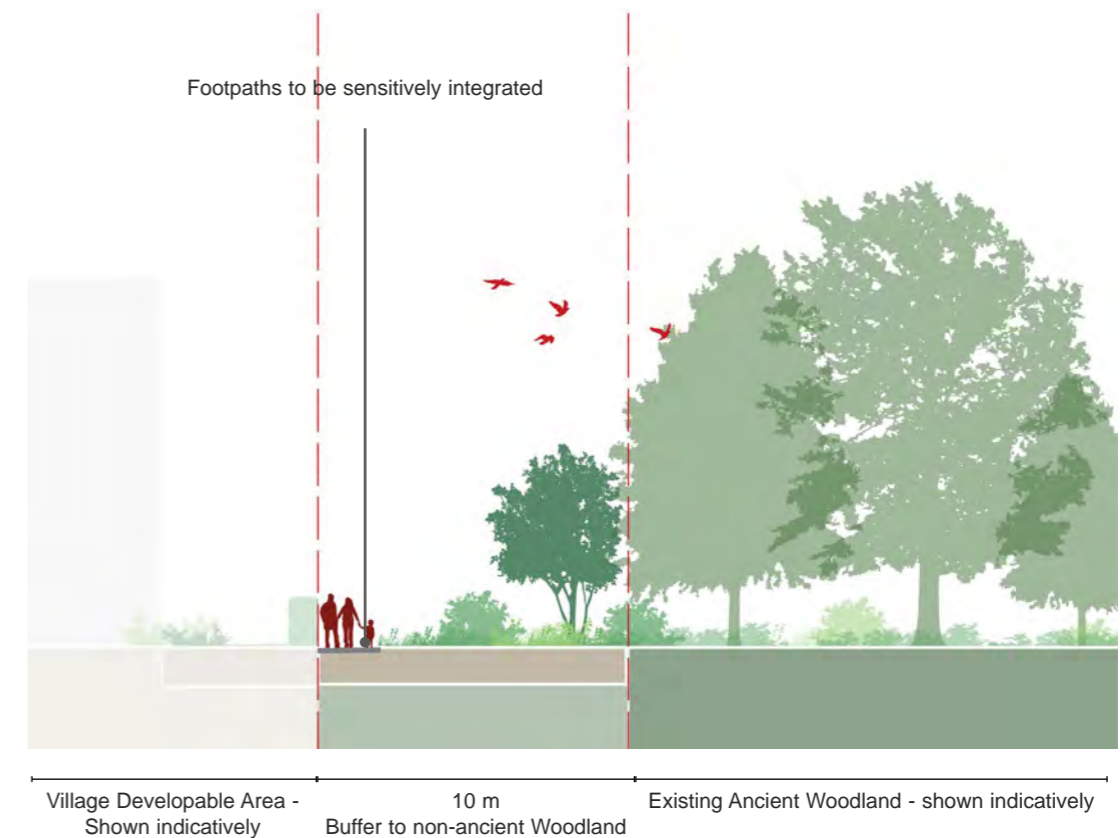 Footpaths to be sensitively integrated
Village Developable Area -
Shown indicatively
10 m
Buffer to non-ancient Woodland
Existing Ancient Woodland - shown indicatively